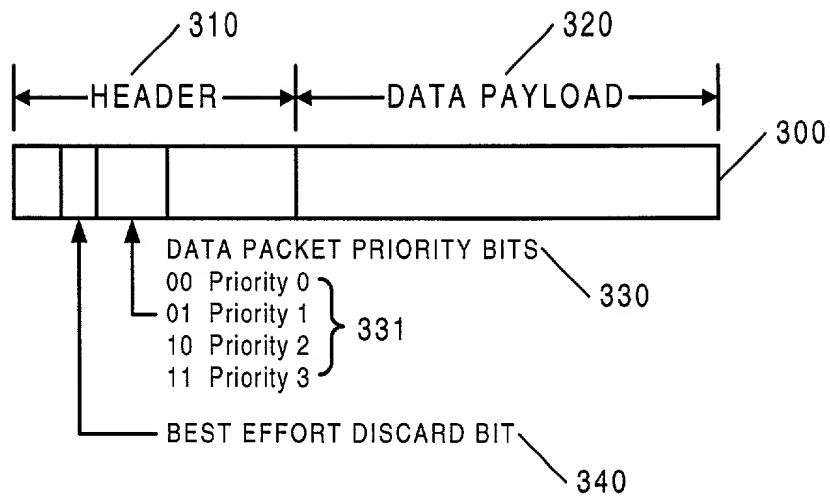 310
320
HEADER
DATA PAYLOAD
300
DATA PACKET PRIORITY BITS
330
00 Priority 0
01 Priority 1
331
10 Priority 2
11 Priority 3
BEST EFFORT DISCARD BIT
340